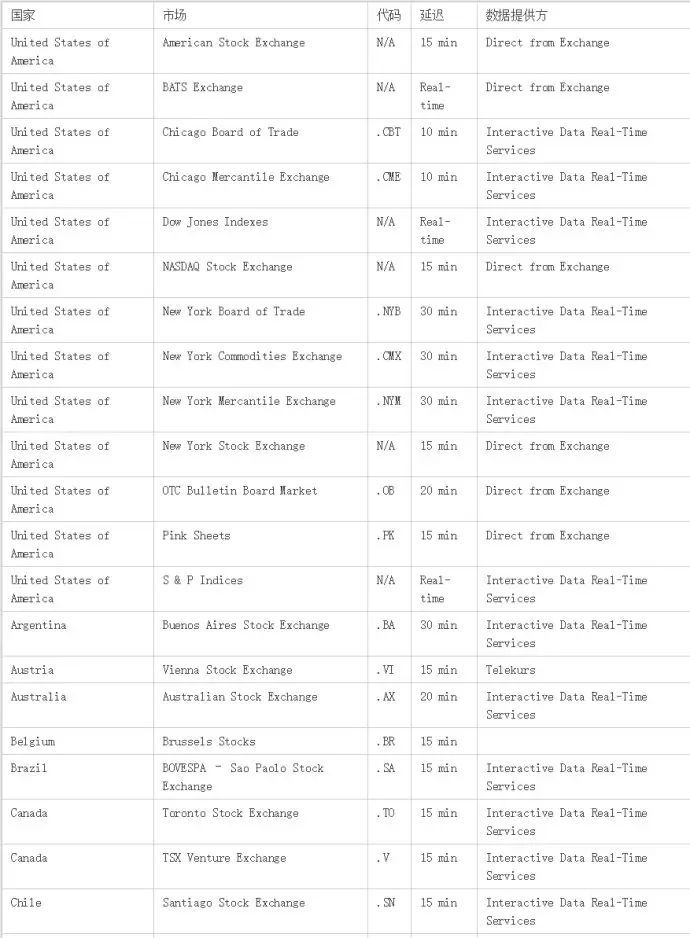 国家 市场 代码 延迟 数据提供方
United States of American Stock Exchange N/A 15 min Direct from Exchange
America
United States of BATS Exchange N/A Real- Direct from Exchange
America time
United States of Chicago Board of Trade .CBT 10 min Interactive Data Real-Time
America Services
United States of Chicago Mercantile Exchange .CME 10 min Interactive Data Real-Time
America Services
United States of Dow Jones Indexes N/A Real- Interactive Data Real-Time
America time Services
United States of NASDAQ Stock Exchange N/A 15 min Direct from Exchange
America
United States of New York Board of Trade .NYB 30 min Interactive Data Real-Time
America Services
United States of New York Commodities Exchange .CMX 30 min Interactive Data Real-Time
America Services
United States of New York Mercantile Exchange .NYM 30 min Interactive Data Real-Time
America Services
United States of New York Stock Exchange N/A 15 min Direct from Exchange
America
United States of OTC Bulletin Board Market .OB 20 min Direct from Exchange
America
United States of Pink Sheets .PK 15 min Direct from Exchange
America
United States of S & P Indices N/A Real- Interactive Data Real-Time
America time Services
Argentina Buenos Aires Stock Exchange .BA 30 min Interactive Data Real-Time
Services
Austria Vienna Stock Exchange .VI 15 min Telekurs
Australia Australian Stock Exchange .AX 20 min Interactive Data Real-Time
Services
Belgium Brussels Stocks .BR 15 min
Brazil BOVESPA – Sao Paolo Stock .SA 15 min Interactive Data Real-Time
Exchange Services
Canada Toronto Stock Exchange .TO 15 min Interactive Data Real-Time
Services
Canada TSX Venture Exchange .V 15 min Interactive Data Real-Time
Services
Chile Santiago Stock Exchange .SN 15 min Interactive Data Real-Time
Services